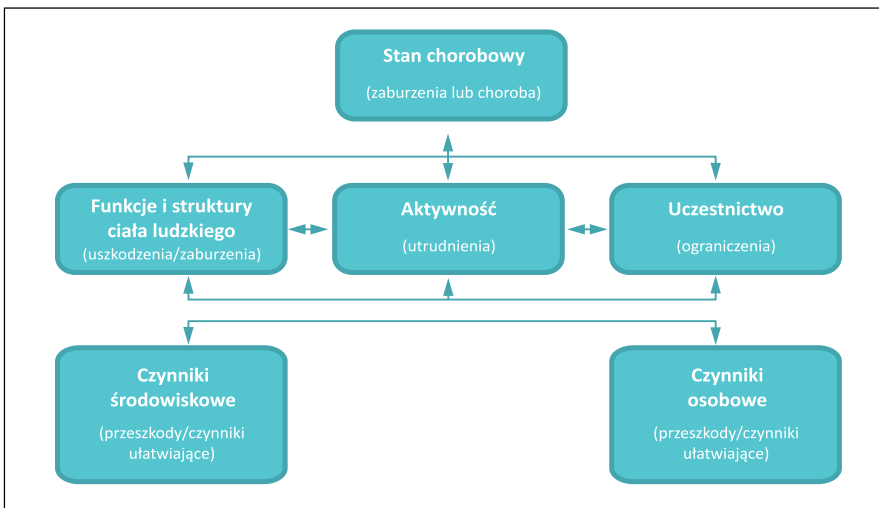 Stan chorobowy
(zaburzenia lub choroba)
Funkcje i struktury
ciała ludzkiego
(uszkodzenia/zaburzenia)
Aktywność
(utrudnienia)
Uczestnictwo
(ograniczenia)
Czynniki
środowiskowe
(przeszkody/czynniki
ułatwiające)
Czynniki
osobowe
(przeszkody/czynniki
ułatwiające)